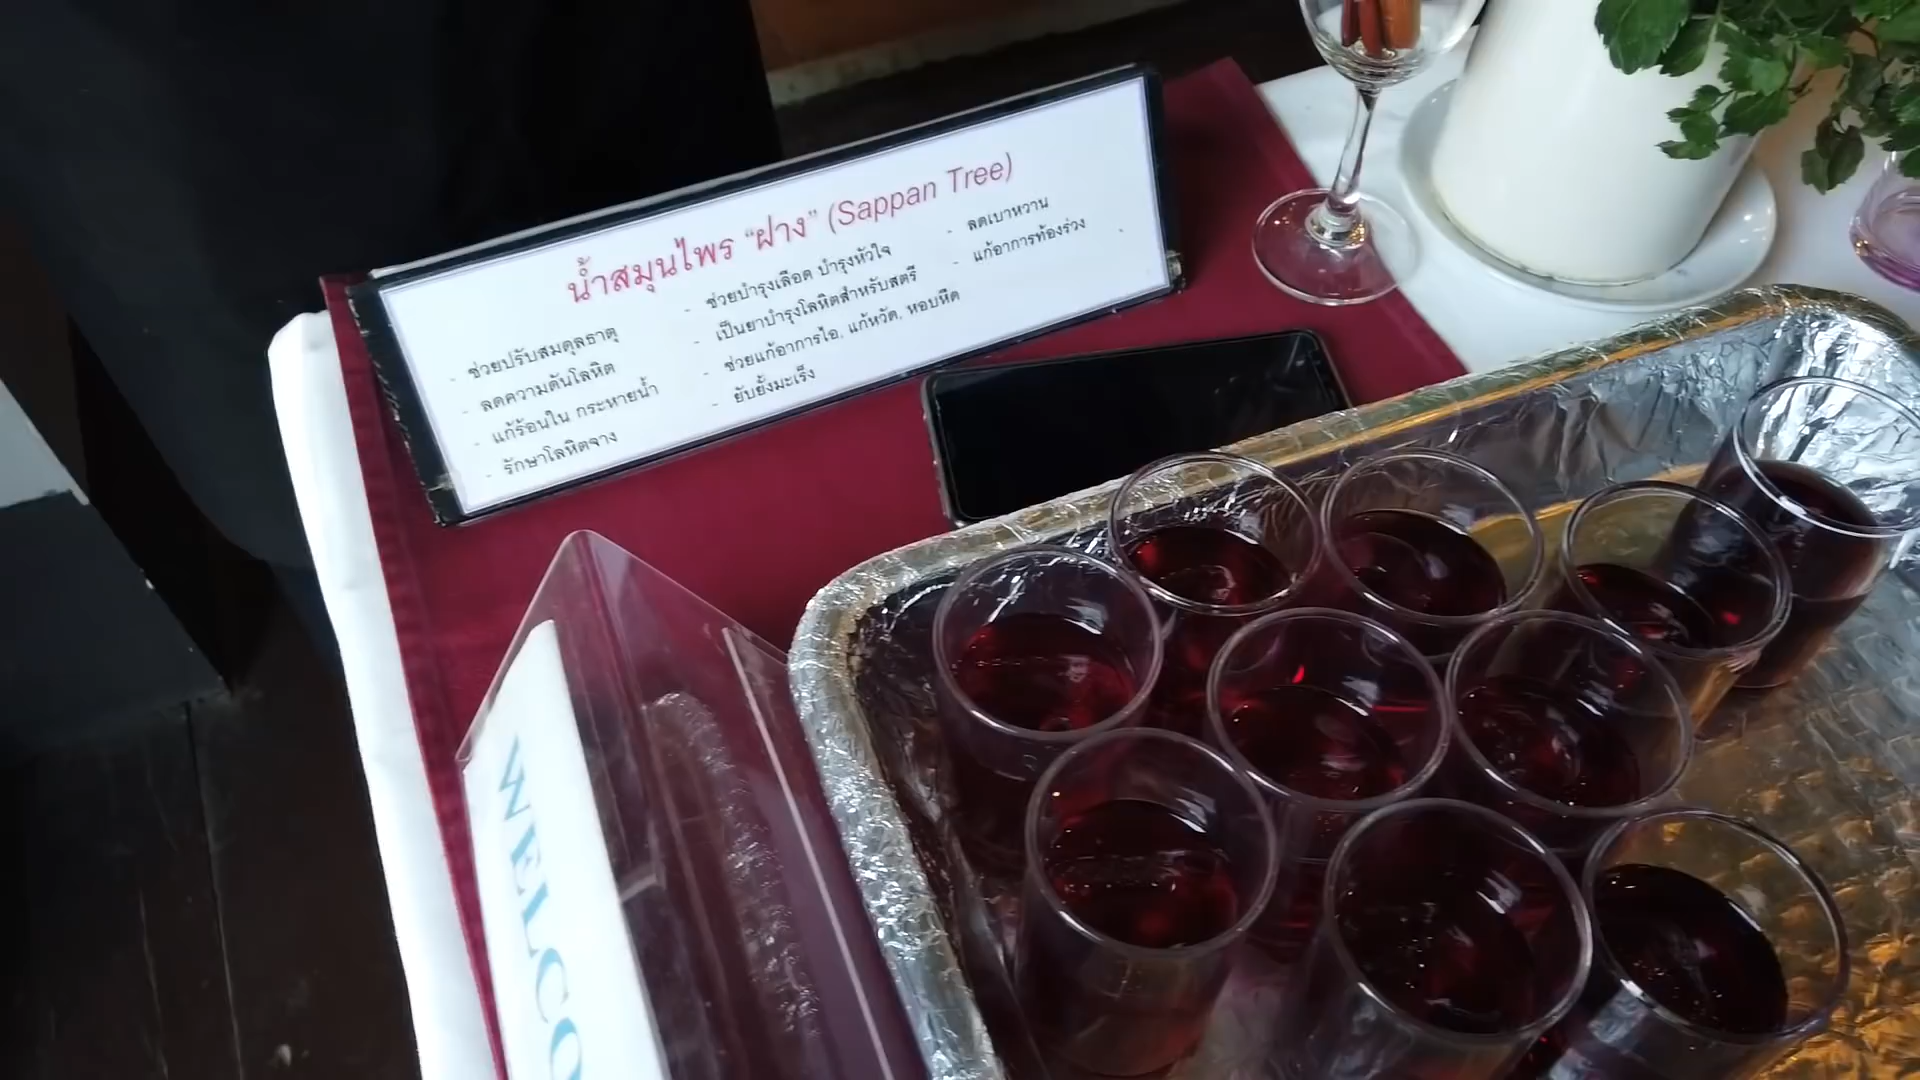 น้ำสมุนไพร “ฝาง” (Sappan Tree)
- ช่วยปรับสมดุลธาตุ
- ลดความดันโลหิต
- แก้ร้อนใน กระหายน้ำ
- รักษาโลหิตจาง
- ช่วยบำรุงเลือด บำรุงหัวใจ
- เป็นยาบำรุงโลหิตสำหรับสตรี
- ช่วยแก้อาการไอ, แก้หวัด, หอบหืด
- ยับยั้งมะเร็ง
- ลดเบาหวาน
- แก้อาการท้องร่วง
WELCO